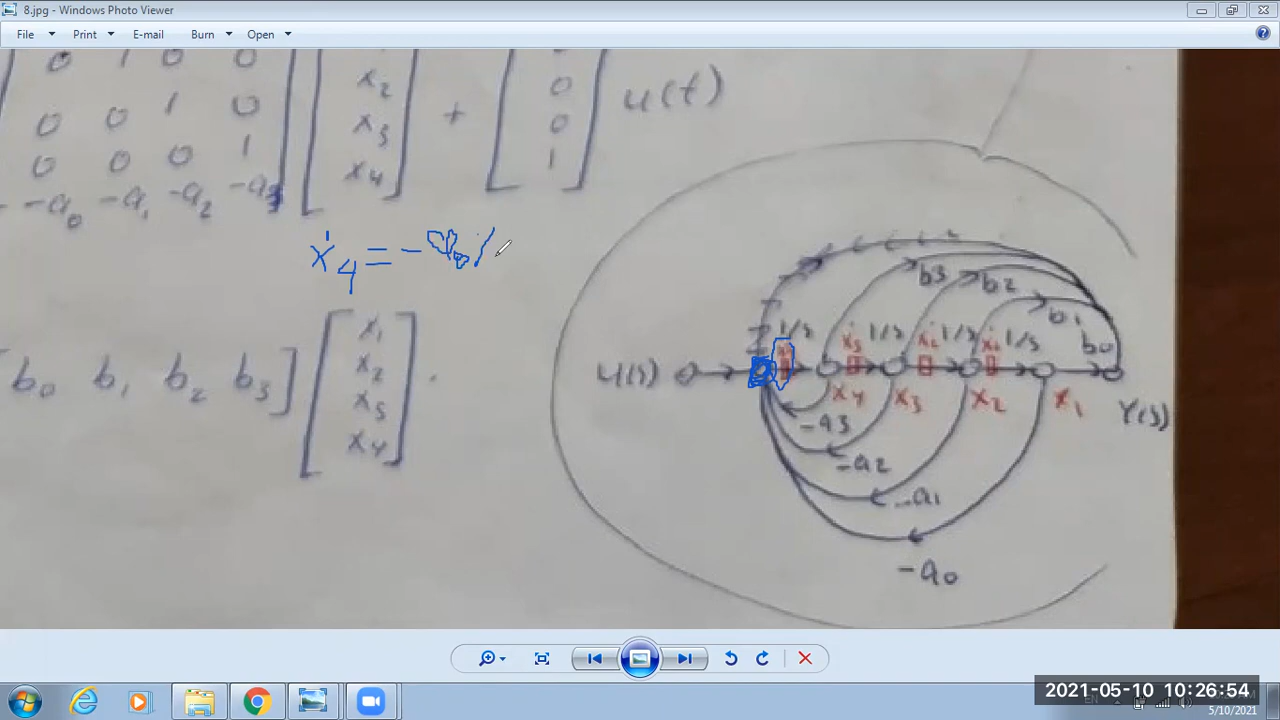 8.jpg - Windows Photo Viewer
File Print E-mail Burn Open
0 1 0 0
0 0 1 0 x2 0 u(t)
0 0 0 1 x3 + 0
-a0 -a1 -a2 -a3 x4 1
ẋ4 = -a0
b0 b1 b2 b3
x1
x2
x3
x4
b3 b2 b1 b0
U(s) 1/s 1/s 1/s 1/s Y(s)
x4 x3 x2 x1
-a3
-a2
-a1
-a0
2021-05-10 10:26:54
5/10/2021